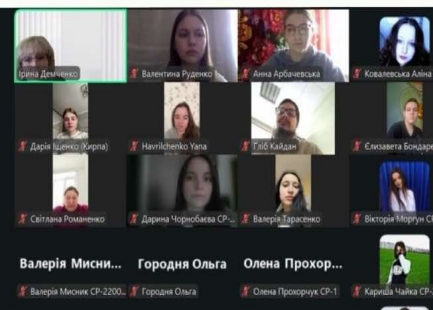 Ірина Демченко
Валентина Руденко
Анна Арбачевська
Ковалевська Аліна
Дарія Іщенко (Кирпа)
Havrilchenko Yana
Гліб Кайдан
Єлизавета Бондаре
Світлана Романенко
Дарина Чорнобаєва СР-...
Валерія Тарасенко
Вікторія Моргун С
Валерія Мисни...
Городня Ольга
Олена Прохор...
Валерія Мисник СР-2200...
Городня Ольга
Олена Прохорчук СР-1
Каріша Чайка СР-